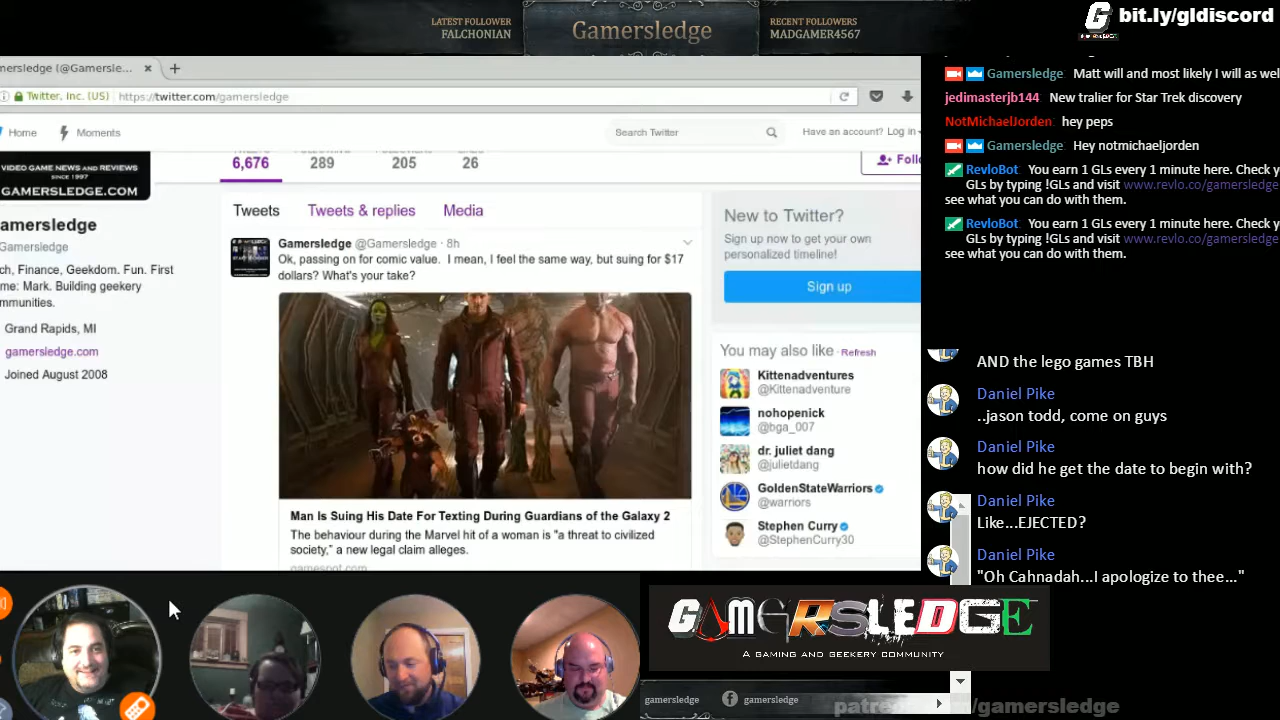 LATEST FOLLOWER
FALCHONIAN
Gamersledge
RECENT FOLLOWERS
MADGAMER4567
bit.ly/gldiscord
mersledge (@Gamersle...
Twitter, Inc. (US)
https://twitter.com/gamersledge
Home
Moments
Search Twitter
Have an account? Log in
6,676
289
205
26
Follo
VIDEO GAME NEWS AND REVIEWS
SINCE 1997
GAMERSLEDGE.COM
amersledge
Gamersledge
ch, Finance, Geekdom. Fun. First
me: Mark. Building geekery
mmunities.
Grand Rapids, MI
gamersledge.com
Joined August 2008
Tweets
Tweets & replies
Media
Gamersledge @Gamersledge · 8h
Ok, passing on for comic value. I mean, I feel the same way, but suing for $17
dollars? What's your take?
Man Is Suing His Date For Texting During Guardians of the Galaxy 2
The behaviour during the Marvel hit of a woman is "a threat to civilized
society," a new legal claim alleges.
gamespot.com
New to Twitter?
Sign up now to get your own
personalized timeline!
Sign up
You may also like · Refresh
Kittenadventures
@Kittenadventure
nohopenick
@bga_007
dr. juliet dang
@julietdang
GoldenStateWarriors
@warriors
Stephen Curry
@StephenCurry30
Gamersledge Matt will and most likely I will as wel
jedimasterjb144 New tralier for Star Trek discovery
NotMichaelJorden hey peps
Gamersledge Hey notmichaeljorden
RevloBot You earn 1 GLs every 1 minute here. Check y
GLs by typing !GLs and visit www.revlo.co/gamersledge
see what you can do with them.
RevloBot You earn 1 GLs every 1 minute here. Check y
GLs by typing !GLs and visit www.revlo.co/gamersledge
see what you can do with them.
AND the lego games TBH
Daniel Pike
..jason todd, come on guys
Daniel Pike
how did he get the date to begin with?
Daniel Pike
Like...EJECTED?
Daniel Pike
"Oh Cahnadah...I apologize to thee..."
GAMERSLEDGE
A GAMING AND GEEKERY COMMUNITY
gamersledge
gamersledge
patreon.com/gamersledge